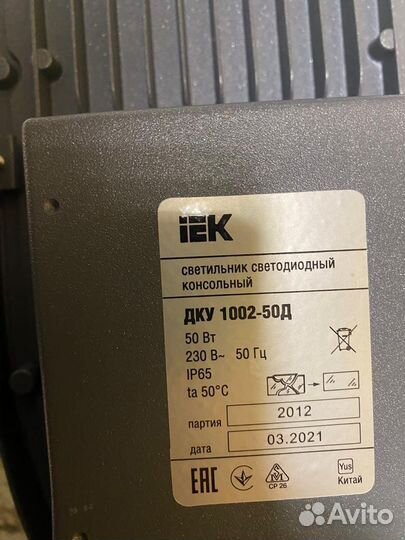 IEK
светильник светодиодный
консольный
ДКУ 1002-50Д
50 Вт
230 В~ 50 Гц
IP65
ta 50°C
партия 2012
дата 03.2021
EAC
СР 26
Yus
Китай
Avito